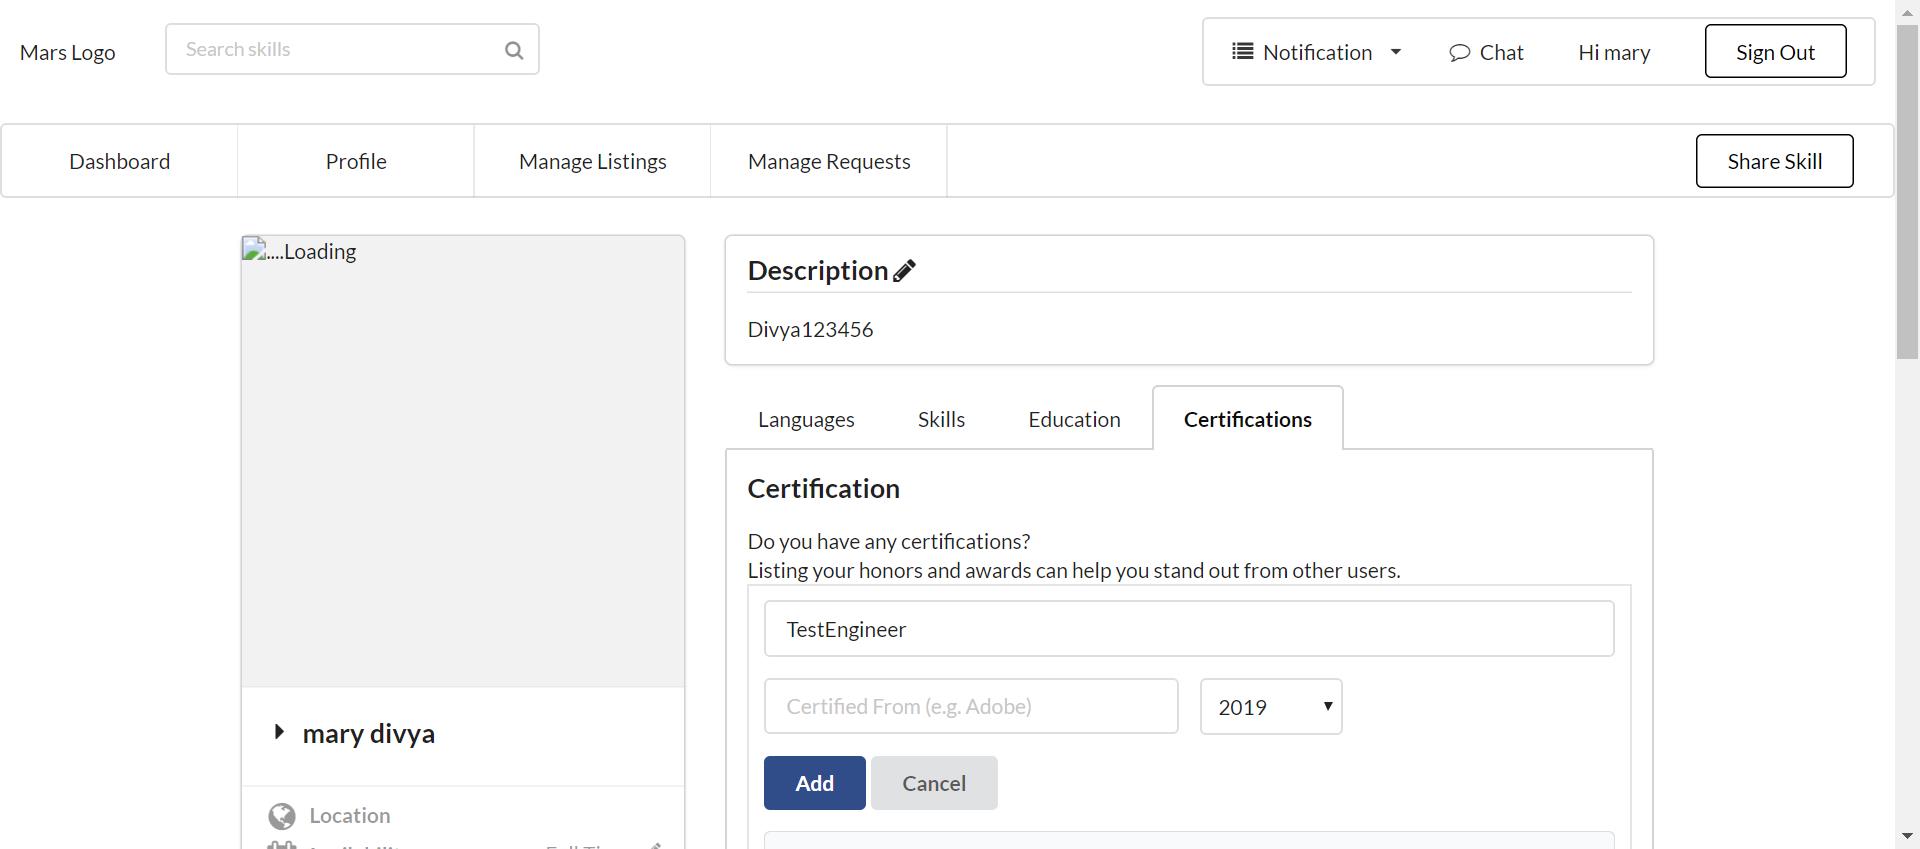 Mars Logo
Search skills
Notification
Chat
Hi mary
Sign Out
Dashboard
Profile
Manage Listings
Manage Requests
Share Skill
....Loading
Description
Divya123456
Languages
Skills
Education
Certifications
Certification
Do you have any certifications?
Listing your honors and awards can help you stand out from other users.
TestEngineer
Certified From (e.g. Adobe)
2019
Add
Cancel
mary divya
Location